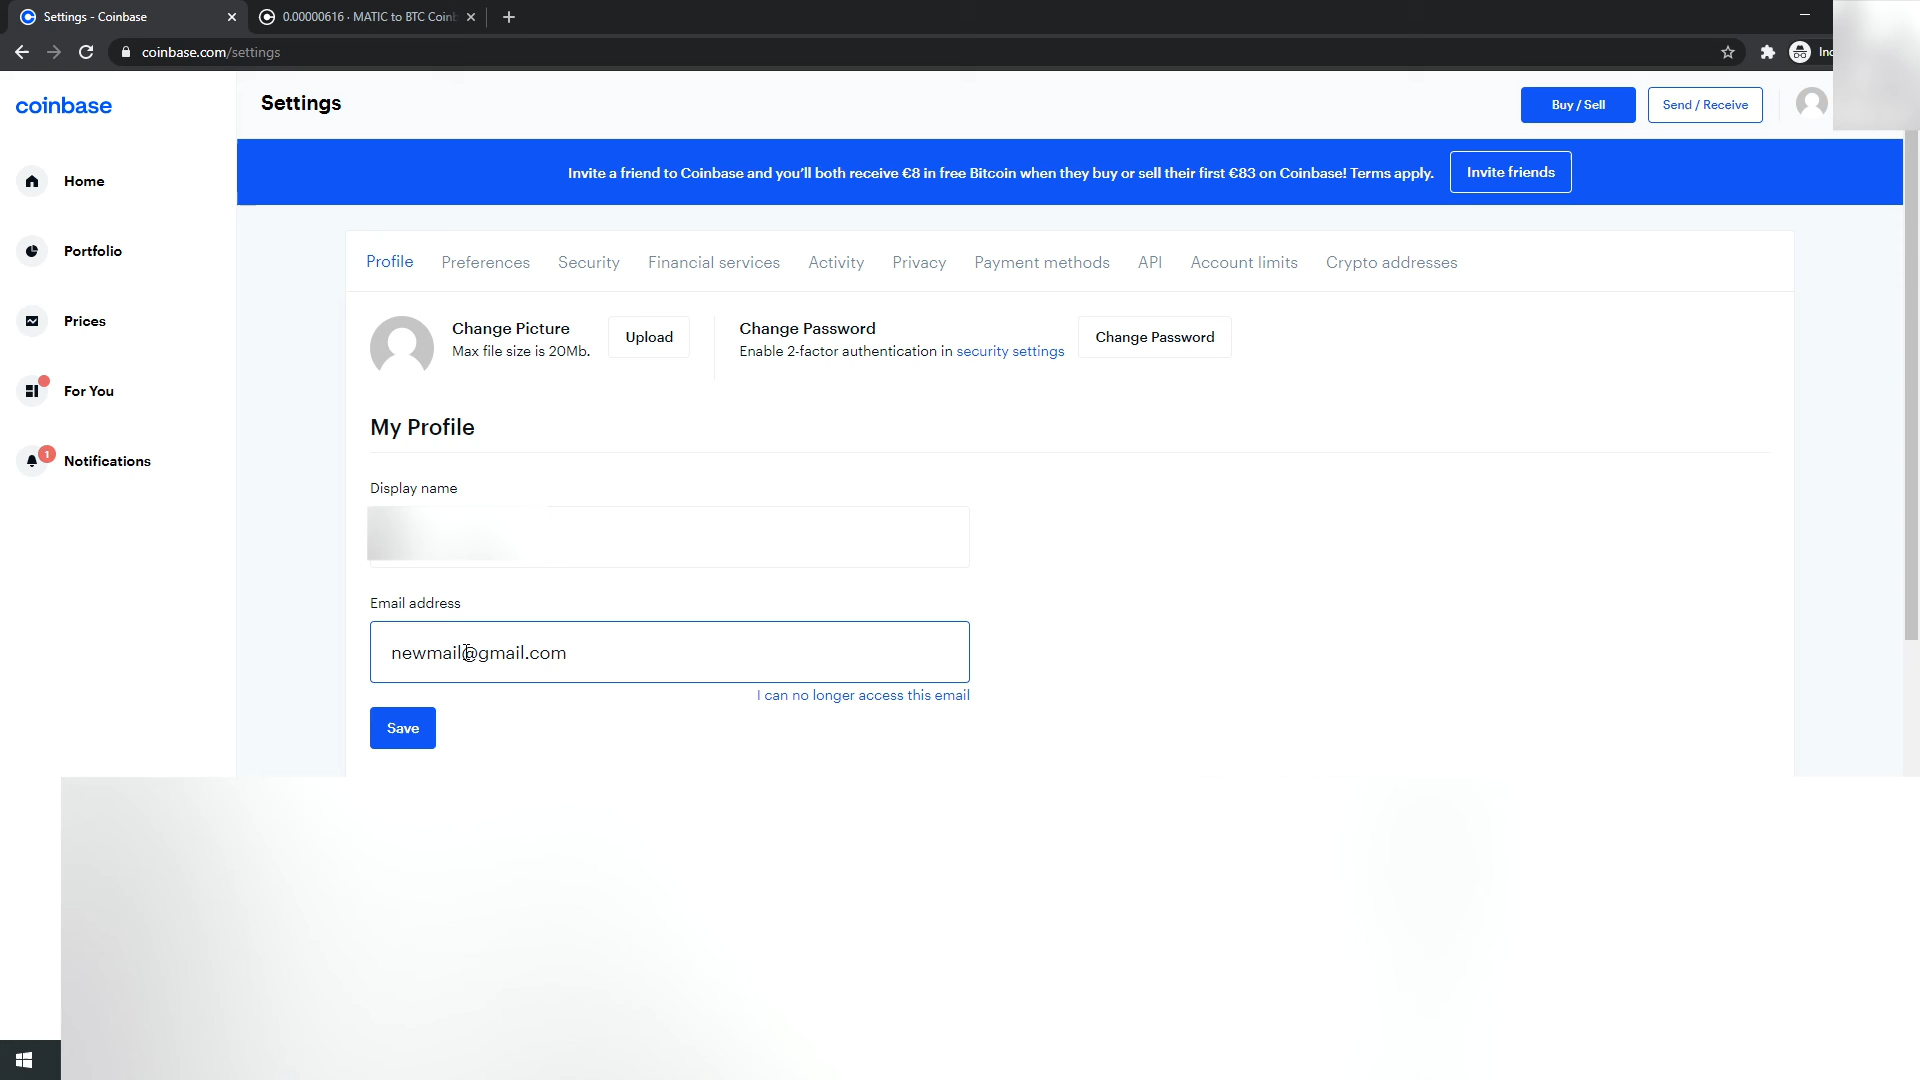 Settings - Coinbase
0.00000616 · MATIC to BTC Coinb
coinbase.com/settings
coinbase
Settings
Buy / Sell
Send / Receive
Invite a friend to Coinbase and you'll both receive €8 in free Bitcoin when they buy or sell their first €83 on Coinbase! Terms apply.
Invite friends
Home
Portfolio
Prices
For You
1
Notifications
Profile Preferences Security Financial services Activity Privacy Payment methods API Account limits Crypto addresses
Change Picture
Max file size is 20Mb.
Upload
Change Password
Enable 2-factor authentication in security settings
Change Password
My Profile
Display name
Email address
newmail@gmail.com
I can no longer access this email
Save